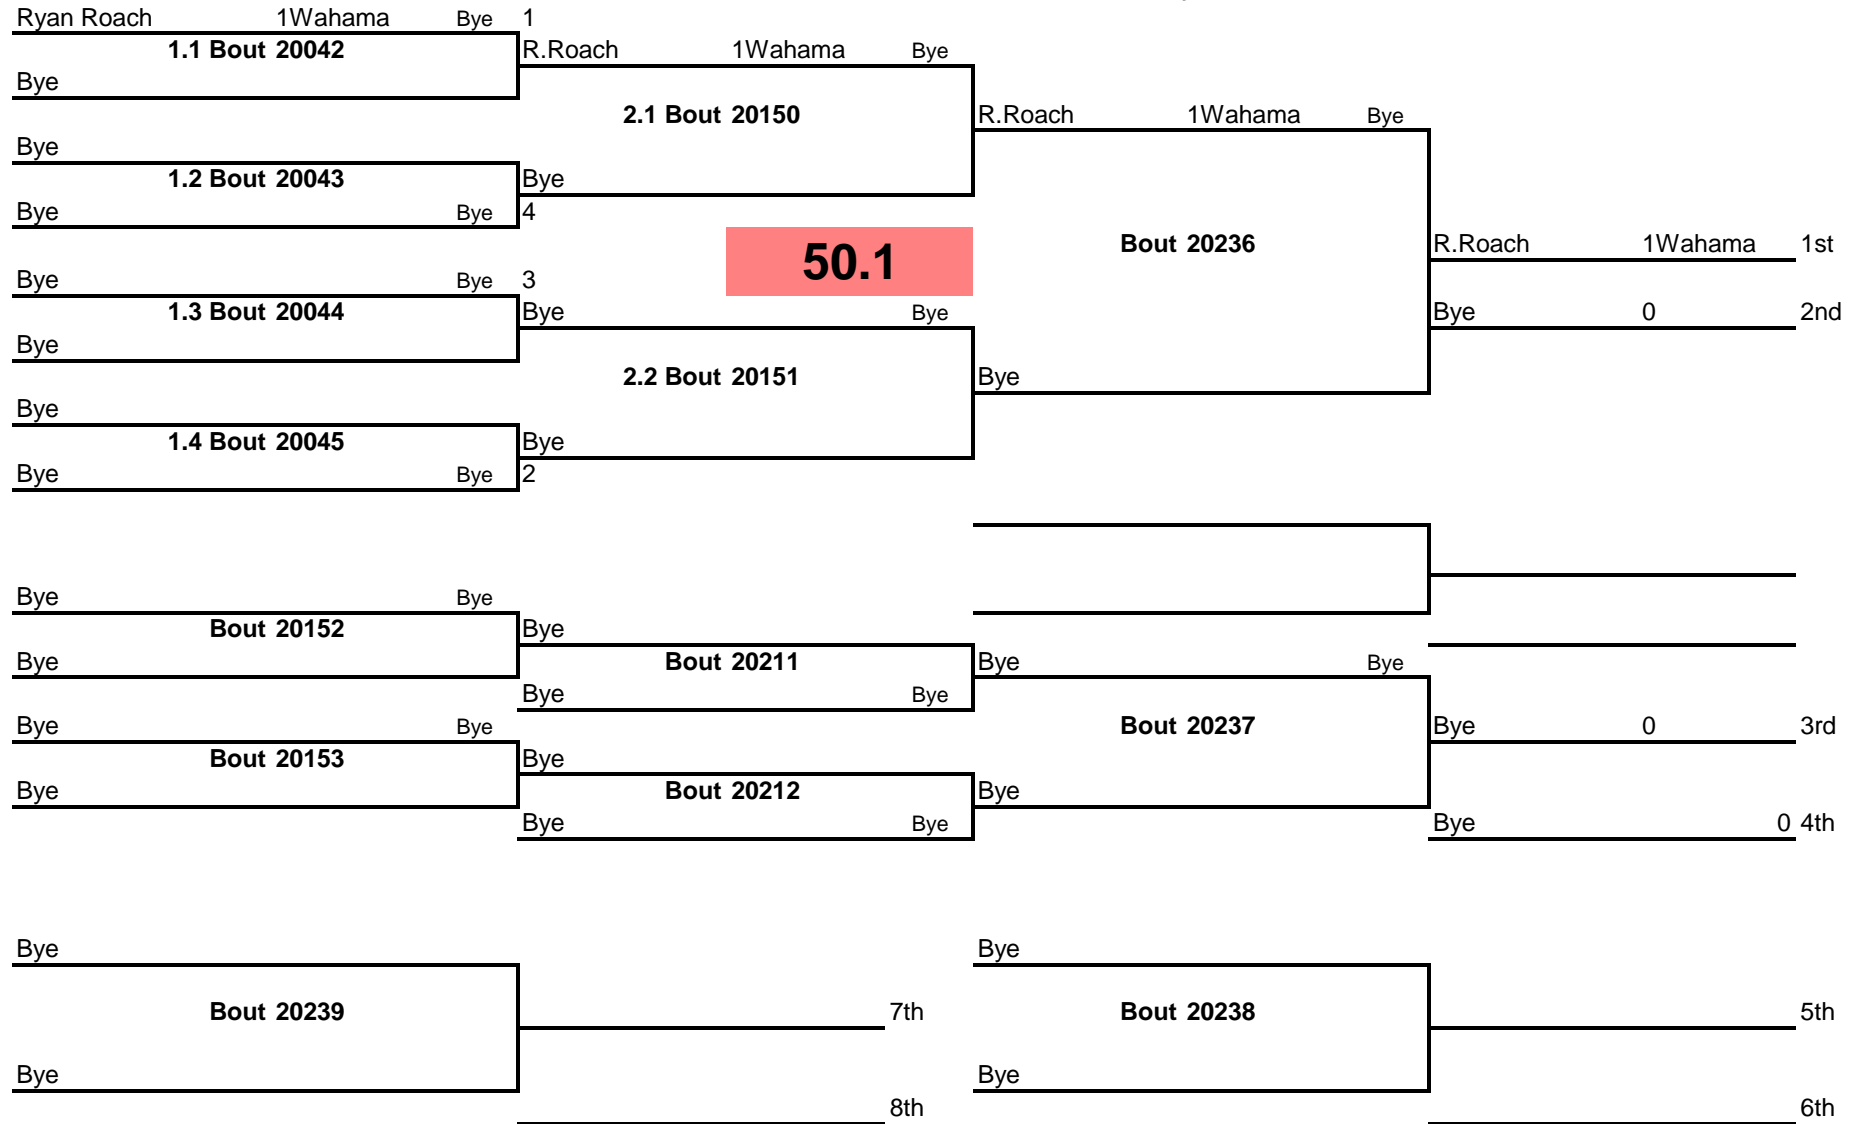 Ryan Roach 1Wahama Bye 1
1.1 Bout 20042 R.Roach 1Wahama Bye
Bye
2.1 Bout 20150 R.Roach 1Wahama Bye
Bye
1.2 Bout 20043 Bye
Bye Bye 4
50.1 Bout 20236 R.Roach 1Wahama 1st
Bye Bye 3
1.3 Bout 20044 Bye Bye Bye 0 2nd
Bye
2.2 Bout 20151 Bye
Bye
1.4 Bout 20045 Bye
Bye Bye 2
Bye Bye
Bout 20152 Bye
Bye Bout 20211 Bye Bye
Bye Bye
Bye Bye Bout 20237 Bye 0 3rd
Bout 20153 Bye
Bye Bout 20212 Bye
Bye Bye Bye 0 4th
Bye Bye
Bout 20239 7th Bout 20238 5th
Bye Bye
8th 6th